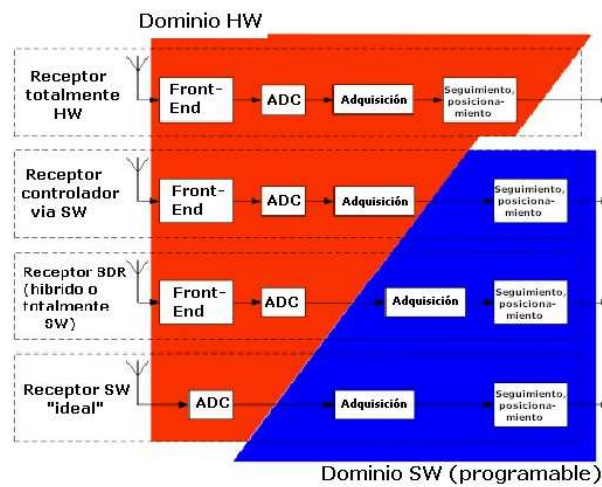 Dominio HW
Receptor
totalmente
HW
Front-
End
ADC
Adquisición
Seguimiento,
posiciona-
miento
Receptor
controlador
via SW
Front-
End
ADC
Adquisición
Seguimiento,
posiciona-
miento
Receptor SDR
(hibrido o
totalmente
SW)
Front-
End
ADC
Adquisición
Seguimiento,
posiciona-
miento
Receptor SW
"ideal"
ADC
Adquisición
Seguimiento,
posiciona-
miento
Dominio SW (programable)